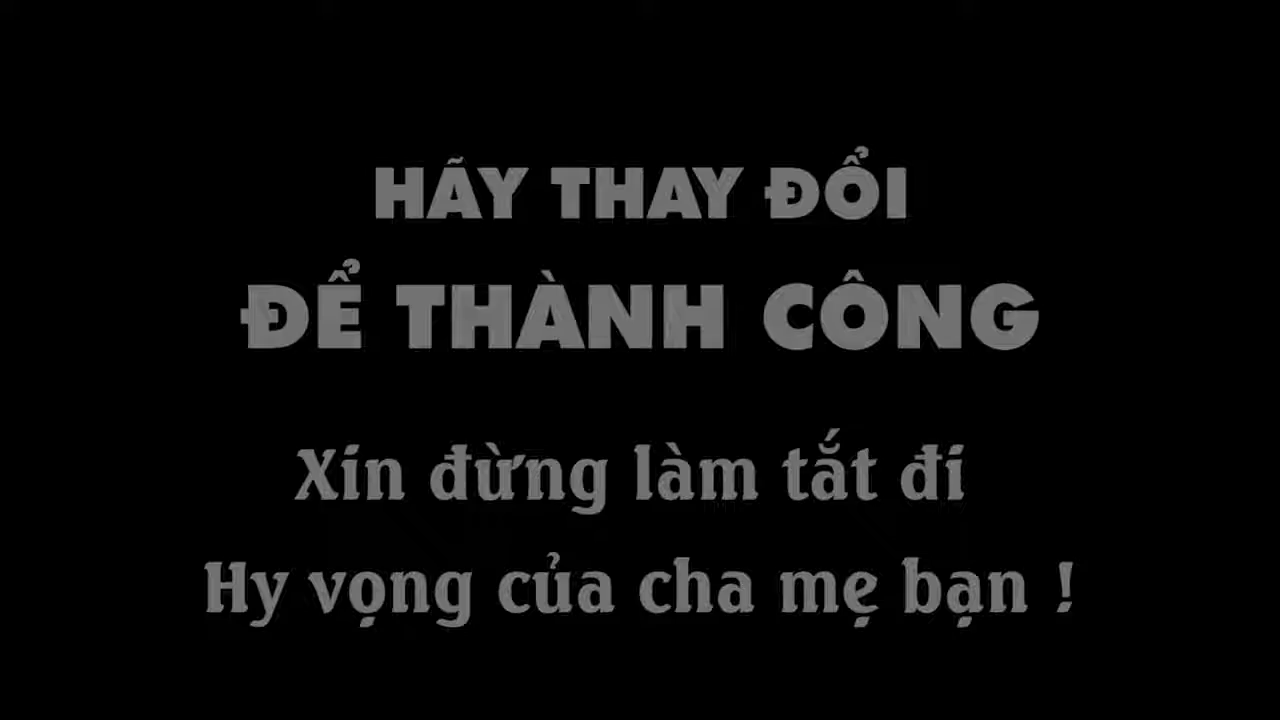 HÃY THAY ĐỔI
ĐỂ THÀNH CÔNG
Xin đừng làm tắt đi
Hy vọng của cha mẹ bạn !